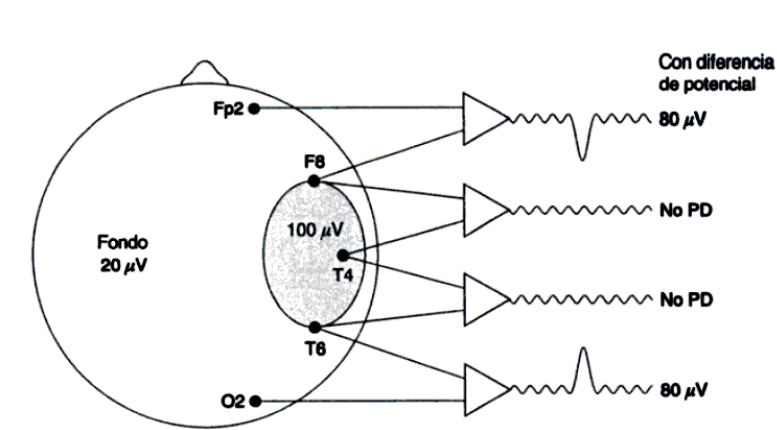 Con diferencia
de potencial
Fp2
80 µV
F8
100 µV
No PD
Fondo
20 µV
T4
No PD
T6
O2
80 µV